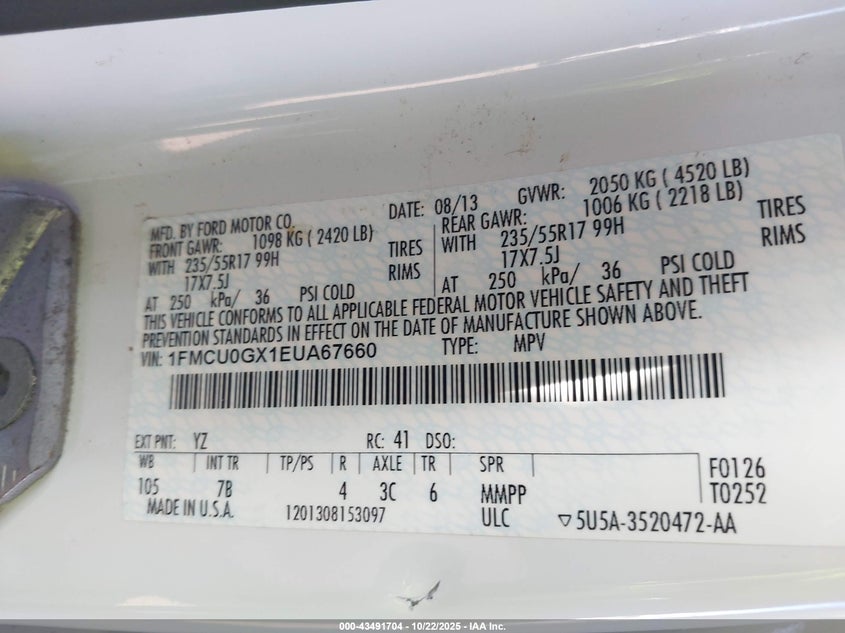 MFD. BY FORD MOTOR CO.
DATE: 08/13 GVWR: 2050 KG ( 4520 LB)
FRONT GAWR: 1098 KG ( 2420 LB) REAR GAWR: 1006 KG ( 2218 LB)
WITH 235/55R17 99H TIRES WITH 235/55R17 99H TIRES
17X7.5J RIMS 17X7.5J RIMS
AT 250 kPa/ 36 PSI COLD AT 250 kPa/ 36 PSI COLD
THIS VEHICLE CONFORMS TO ALL APPLICABLE FEDERAL MOTOR VEHICLE SAFETY AND THEFT
PREVENTION STANDARDS IN EFFECT ON THE DATE OF MANUFACTURE SHOWN ABOVE.
VIN: 1FMCU0GX1EUA67660 TYPE: MPV
EXT PNT: YZ RC: 41 DSO:
WB INT TR TP/PS R AXLE TR SPR F0126
105 7B 4 3C 6 MMPP T0252
MADE IN U.S.A. 1201308153097 ULC ▽5U5A-3520472-AA
000-43491704 - 10/22/2025 - IAA Inc.